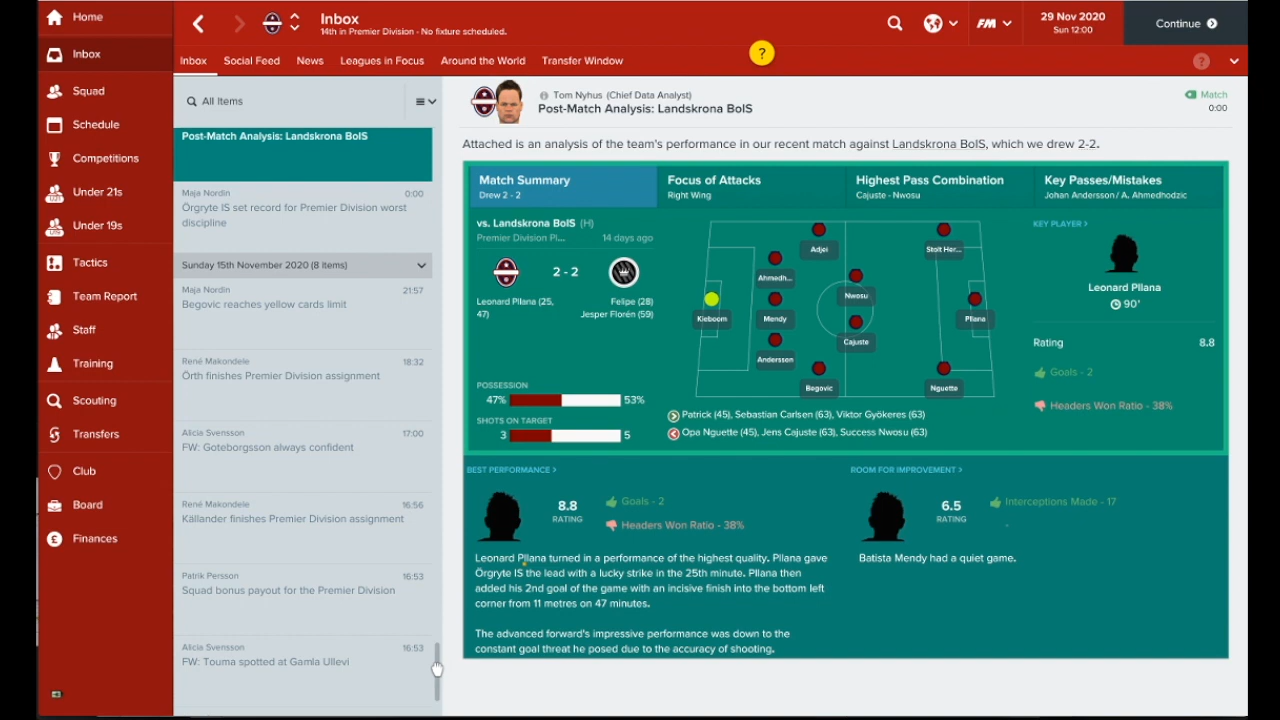 Home
Inbox
Squad
Schedule
Competitions
Under 21s
Under 19s
Tactics
Team Report
Staff
Training
Scouting
Transfers
Club
Board
Finances
Inbox
14th in Premier Division - No fixture scheduled.
FM
29 Nov 2020
Sun 12:00
Continue
Inbox
Social Feed
News
Leagues in Focus
Around the World
Transfer Window
?
?
All Items
Post-Match Analysis: Landskrona BoIS
Maja Nordin 0:00
Örgryte IS set record for Premier Division worst
discipline
Sunday 15th November 2020 (8 Items)
Maja Nordin 21:57
Begovic reaches yellow cards limit
René Makondele 18:32
Örth finishes Premier Division assignment
Alicia Svensson 17:00
FW: Goteborgsson always confident
René Makondele 16:56
Källander finishes Premier Division assignment
Patrik Persson 16:53
Squad bonus payout for the Premier Division
Alicia Svensson 16:53
FW: Touma spotted at Gamla Ullevi
Tom Nyhus (Chief Data Analyst)
Post-Match Analysis: Landskrona BoIS
Match
0:00
Attached is an analysis of the team's performance in our recent match against Landskrona BoIS, which we drew 2-2.
Match Summary
Drew 2 - 2
Focus of Attacks
Right Wing
Highest Pass Combination
Cajuste - Nwosu
Key Passes/Mistakes
Johan Andersson / A. Ahmedhodzic
vs. Landskrona BoIS (H)
Premier Division Pl... 14 days ago
2 - 2
Leonard Pllana (25,
47)
Felipe (28)
Jesper Florén (59)
POSSESSION
47% 53%
SHOTS ON TARGET
3 5
Adjei
Stolt Her...
Ahmedh...
Nwosu
Kleboom
Mendy
Pllana
Cajuste
Andersson
Begovic
Nguette
Patrick (45), Sebastian Carlsen (63), Viktor Gyökeres (63)
Opa Nguette (45), Jens Cajuste (63), Success Nwosu (63)
KEY PLAYER >
Leonard Pllana
90'
Rating 8.8
Goals - 2
Headers Won Ratio - 38%
BEST PERFORMANCE >
8.8
RATING
Goals - 2
Headers Won Ratio - 38%
Leonard Pllana turned in a performance of the highest quality. Pllana gave
Örgryte IS the lead with a lucky strike in the 25th minute. Pllana then
added his 2nd goal of the game with an incisive finish into the bottom left
corner from 11 metres on 47 minutes.
The advanced forward's impressive performance was down to the
constant goal threat he posed due to the accuracy of shooting.
ROOM FOR IMPROVEMENT >
6.5
RATING
Interceptions Made - 17
-
Batista Mendy had a quiet game.